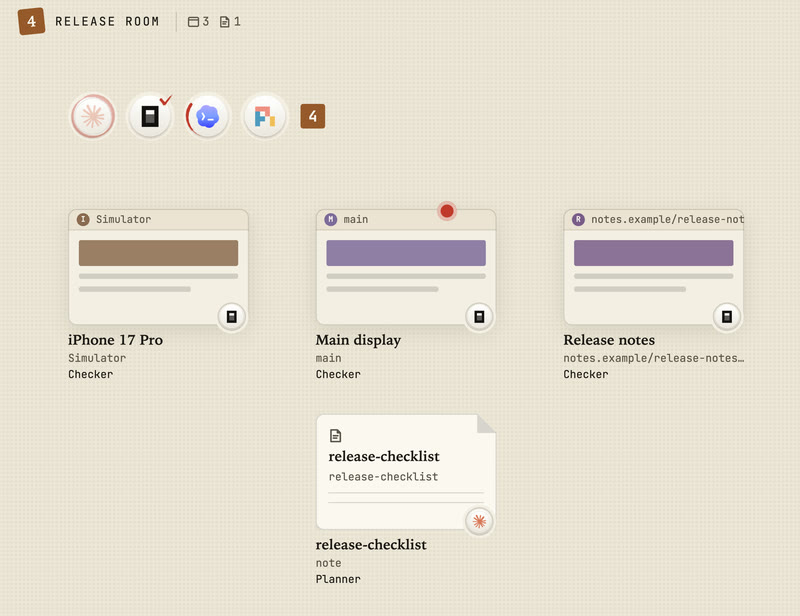 4 RELEASE ROOM 3 1
4
I Simulator
iPhone 17 Pro
Simulator
Checker
M main
Main display
main
Checker
R notes.example/release-not
Release notes
notes.example/release-notes…
Checker
release-checklist
release-checklist
release-checklist
note
Planner